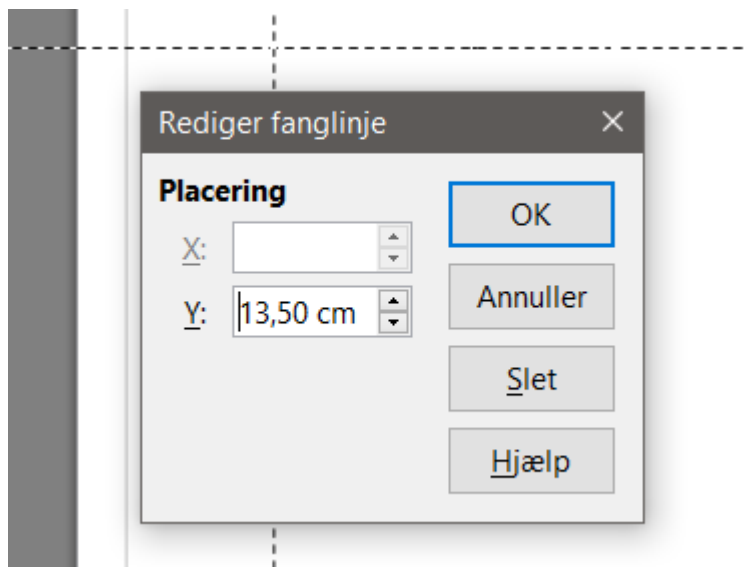 Rediger fanglinje
Placering
X:
Y: 13,50 cm
OK
Annuller
Slet
Hjælp